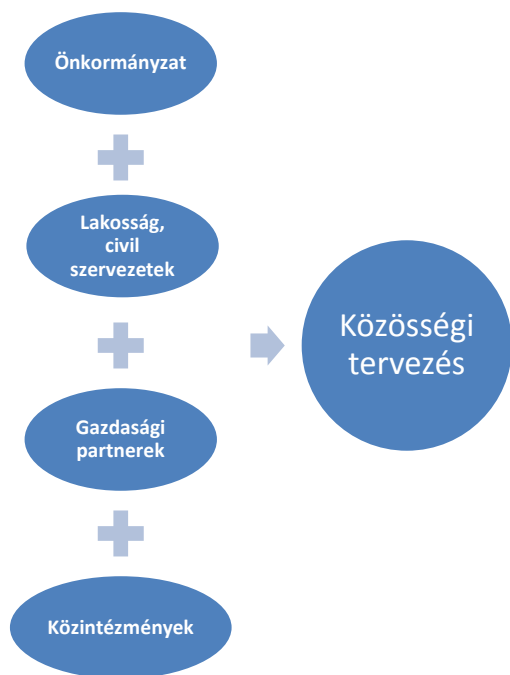 Önkormányzat
Lakosság,
civil
szervezetek
Gazdasági
partnerek
Közintézmények
Közösségi
tervezés